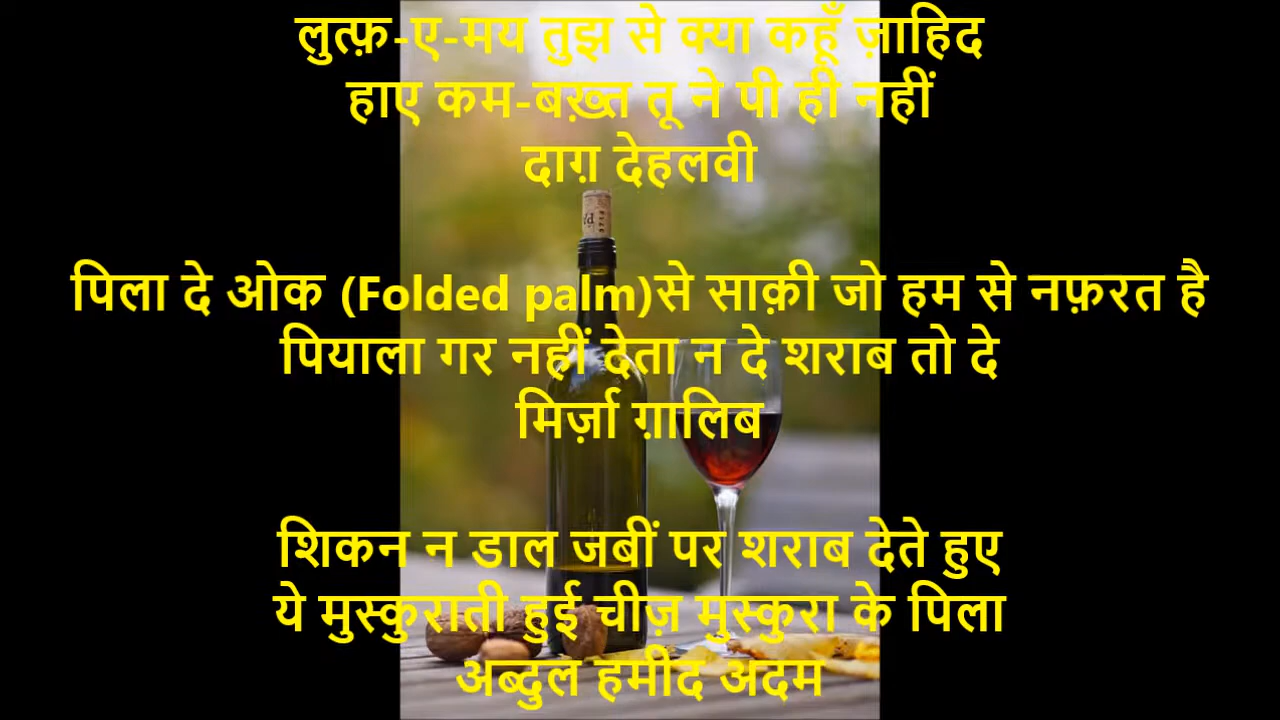 लुत्फ़-ए-मय तुझ से क्या कहूँ ज़ाहिद
हाए कम-बख़्त तू ने पी ही नहीं
दाग़ देहलवी
पिला दे ओक (Folded palm)से साक़ी जो हम से नफ़रत है
पियाला गर नहीं देता न दे शराब तो दे
मिर्ज़ा ग़ालिब
शिकन न डाल जबीं पर शराब देते हुए
ये मुस्कुराती हुई चीज़ मुस्कुरा के पिला
अब्दुल हमीद अदम